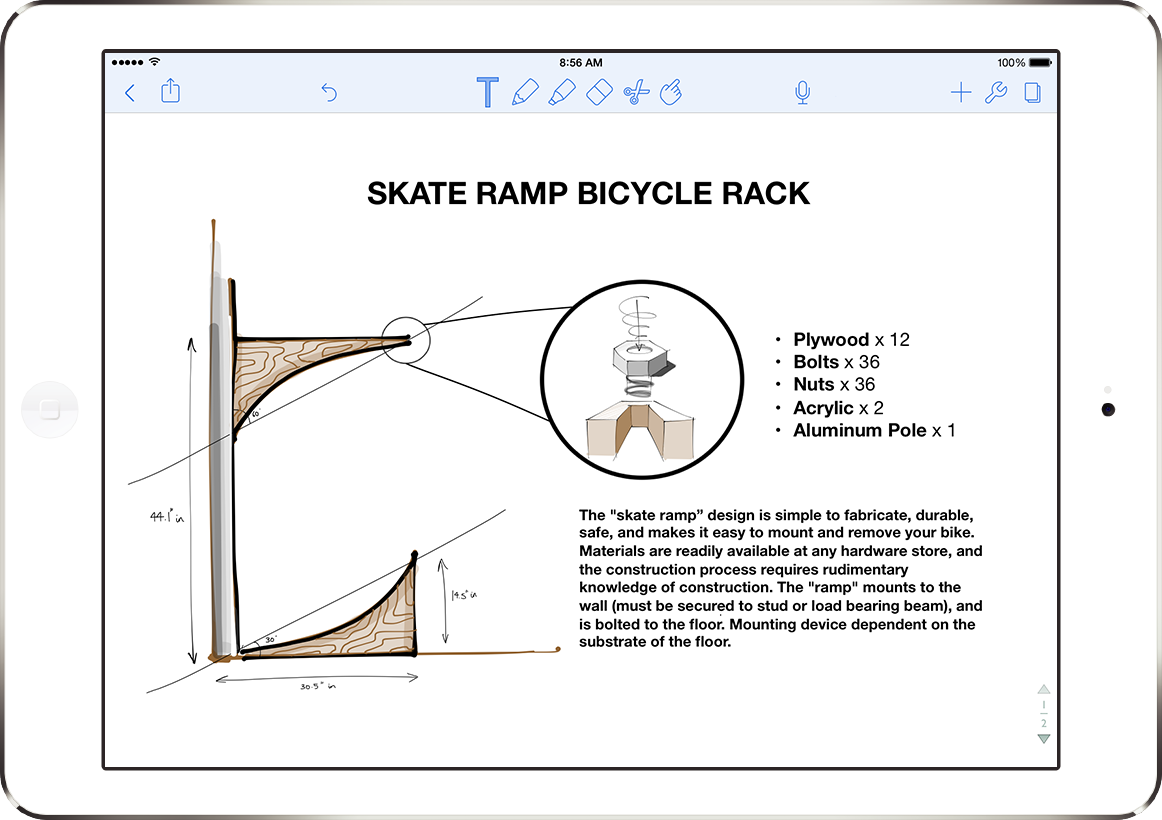 8:56 AM
100%
T
SKATE RAMP BICYCLE RACK
60°
44.1" in
30°
14.5" in
30.5" in
• Plywood x 12
• Bolts x 36
• Nuts x 36
• Acrylic x 2
• Aluminum Pole x 1
The "skate ramp” design is simple to fabricate, durable,
safe, and makes it easy to mount and remove your bike.
Materials are readily available at any hardware store, and
the construction process requires rudimentary
knowledge of construction. The "ramp" mounts to the
wall (must be secured to stud or load bearing beam), and
is bolted to the floor. Mounting device dependent on the
substrate of the floor.
1
2